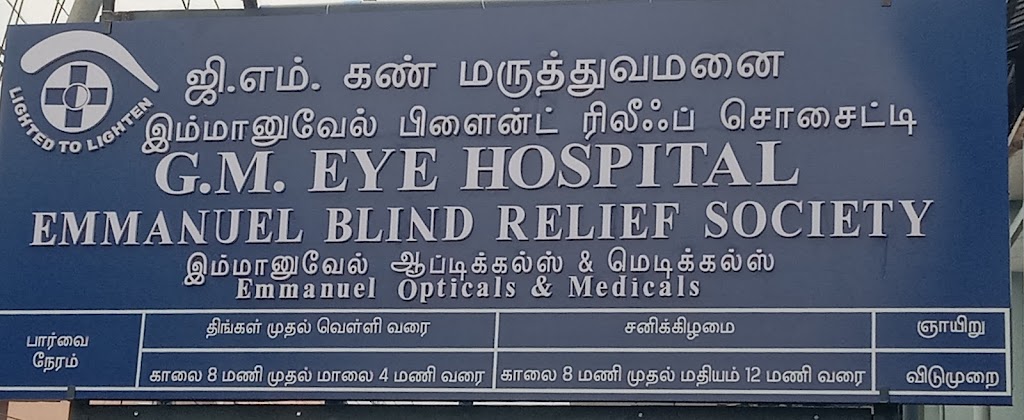 LIGHTED TO LIGHTEN
ஜி.எம். கண் மருத்துவமனை
இம்மானுவேல் பிளைண்ட் ரிலீஃப் சொசைட்டி
G.M. EYE HOSPITAL
EMMANUEL BLIND RELIEF SOCIETY
இம்மானுவேல் ஆப்டிக்கல்ஸ் & மெடிக்கல்ஸ்
Emmanuel Opticals & Medicals
பார்வை நேரம்
திங்கள் முதல் வெள்ளி வரை
சனிக்கிழமை
ஞாயிறு
காலை 8 மணி முதல் மாலை 4 மணி வரை
காலை 8 மணி முதல் மதியம் 12 மணி வரை
விடுமுறை